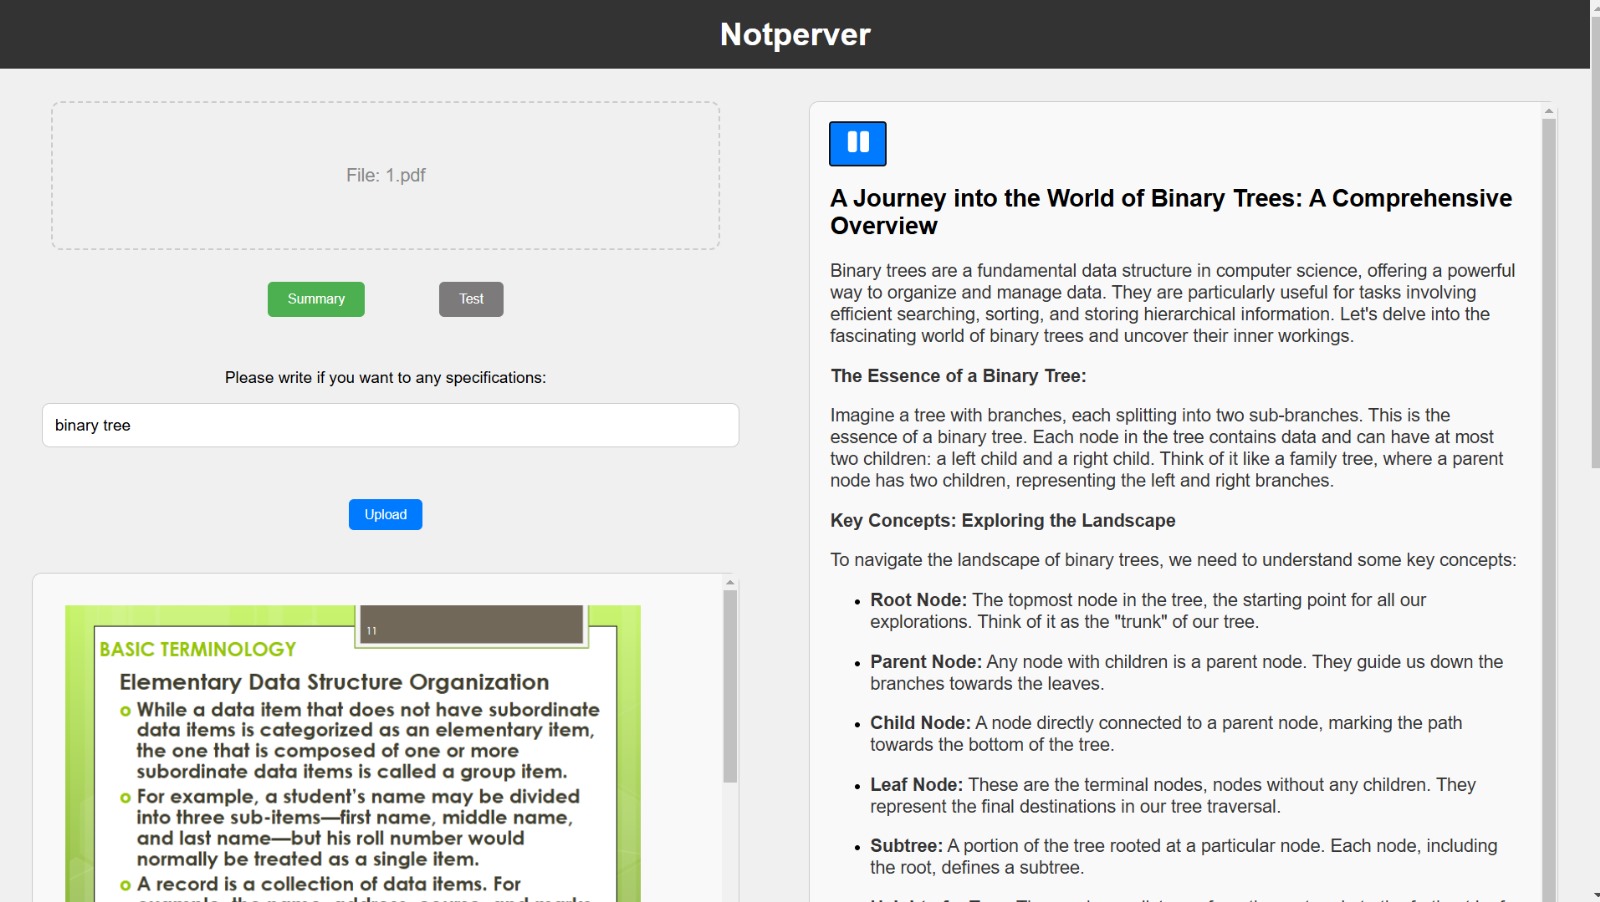 Notperver
File: 1.pdf
Summary
Test
Please write if you want to any specifications:
binary tree
Upload
11
BASIC TERMINOLOGY
Elementary Data Structure Organization
While a data item that does not have subordinate
data items is categorized as an elementary item,
the one that is composed of one or more
subordinate data items is called a group item.
For example, a student's name may be divided
into three sub-items—first name, middle name,
and last name—but his roll number would
normally be treated as a single item.
A record is a collection of data items. For
A Journey into the World of Binary Trees: A Comprehensive
Overview
Binary trees are a fundamental data structure in computer science, offering a powerful
way to organize and manage data. They are particularly useful for tasks involving
efficient searching, sorting, and storing hierarchical information. Let's delve into the
fascinating world of binary trees and uncover their inner workings.
The Essence of a Binary Tree:
Imagine a tree with branches, each splitting into two sub-branches. This is the
essence of a binary tree. Each node in the tree contains data and can have at most
two children: a left child and a right child. Think of it like a family tree, where a parent
node has two children, representing the left and right branches.
Key Concepts: Exploring the Landscape
To navigate the landscape of binary trees, we need to understand some key concepts:
Root Node: The topmost node in the tree, the starting point for all our
explorations. Think of it as the "trunk" of our tree.
Parent Node: Any node with children is a parent node. They guide us down the
branches towards the leaves.
Child Node: A node directly connected to a parent node, marking the path
towards the bottom of the tree.
Leaf Node: These are the terminal nodes, nodes without any children. They
represent the final destinations in our tree traversal.
Subtree: A portion of the tree rooted at a particular node. Each node, including
the root, defines a subtree.